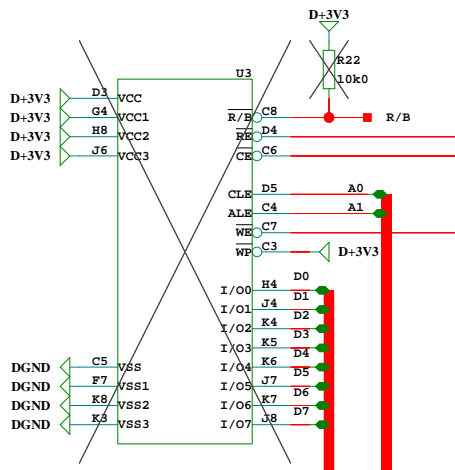 D+3V3
R22
10k0
U3
D+3V3 D3 VCC
R/B C8 R/B
D+3V3 G4 VCC1
RE D4
D+3V3 H8 VCC2
CE C6
D+3V3 J6 VCC3
CLE D5 A0
ALE C4 A1
WE C7
WP C3 D+3V3
I/O0 H4 D0
I/O1 J4 D1
I/O2 K4 D2
I/O3 K5 D3
DGND C5 VSS I/O4 K6 D4
DGND F7 VSS1 I/O5 J7 D5
DGND K8 VSS2 I/O6 K7 D6
DGND K3 VSS3 I/O7 J8 D7